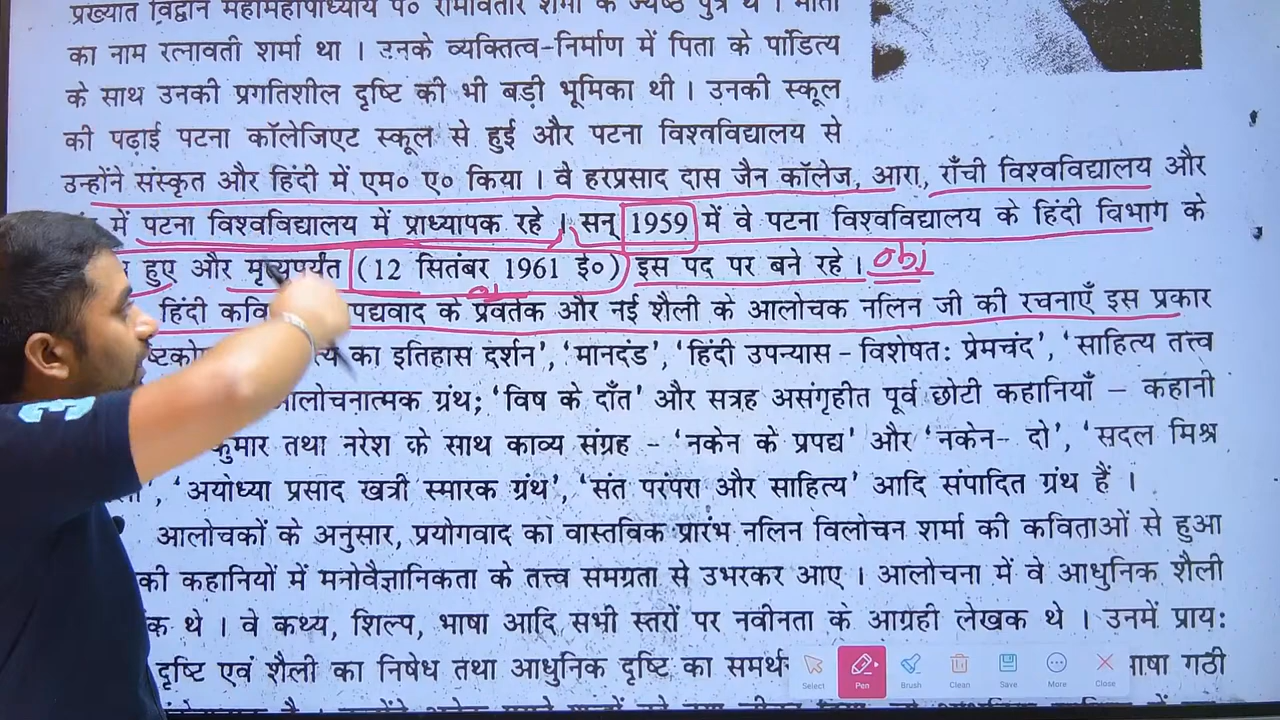 प्रख्यात विद्वान महामहोपाध्याय पं० रामावतार शर्मा के ज्येष्ठ पुत्र थे । माता
का नाम रत्नावती शर्मा था । उनके व्यक्तित्व-निर्माण में पिता के पांडित्य
के साथ उनकी प्रगतिशील दृष्टि की भी बड़ी भूमिका थी । उनकी स्कूल
की पढ़ाई पटना कॉलेजिएट स्कूल से हुई और पटना विश्वविद्यालय से
उन्होंने संस्कृत और हिंदी में एम० ए० किया । वे हरप्रसाद दास जैन कॉलेज, आरा, राँची विश्वविद्यालय और
में पटना विश्वविद्यालय में प्राध्यापक रहे । सन् 1959 में वे पटना विश्वविद्यालय के हिंदी विभाग के
हुए और मृत्युपर्यंत (12 सितंबर 1961 ई०) इस पद पर बने रहे । obj
हिंदी कवि पद्यवाद के प्रवर्तक और नई शैली के आलोचक नलिन जी की रचनाएँ इस प्रकार
का इतिहास दर्शन', 'मानदंड', 'हिंदी उपन्यास - विशेषत: प्रेमचंद', 'साहित्य तत्त्व
आलोचनात्मक ग्रंथ; 'विष के दाँत' और सत्रह असंगृहीत पूर्व छोटी कहानियाँ – कहानी
कुमार तथा नरेश के साथ काव्य संग्रह - 'नकेन के प्रपद्य' और 'नकेन- दो', 'सदल मिश्र
', 'अयोध्या प्रसाद खत्री स्मारक ग्रंथ', 'संत परंपरा और साहित्य' आदि संपादित ग्रंथ हैं ।
आलोचकों के अनुसार, प्रयोगवाद का वास्तविक प्रारंभ नलिन विलोचन शर्मा की कविताओं से हुआ
की कहानियों में मनोवैज्ञानिकता के तत्त्व समग्रता से उभरकर आए । आलोचना में वे आधुनिक शैली
क थे । वे कथ्य, शिल्प, भाषा आदि सभी स्तरों पर नवीनता के आग्रही लेखक थे । उनमें प्राय:
दृष्टि एवं शैली का निषेध तथा आधुनिक दृष्टि का समर्थ भाषा गठी
Select Pen Brush Clean Save More Close